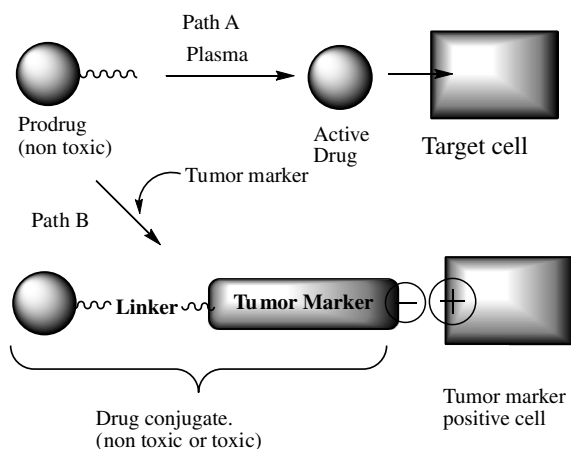 Path A
Plasma
Prodrug
(non toxic)
Active
Drug
Target cell
Tumor marker
Path B
Linker
Tumor Marker
Drug conjugate.
(non toxic or toxic)
Tumor marker
positive cell